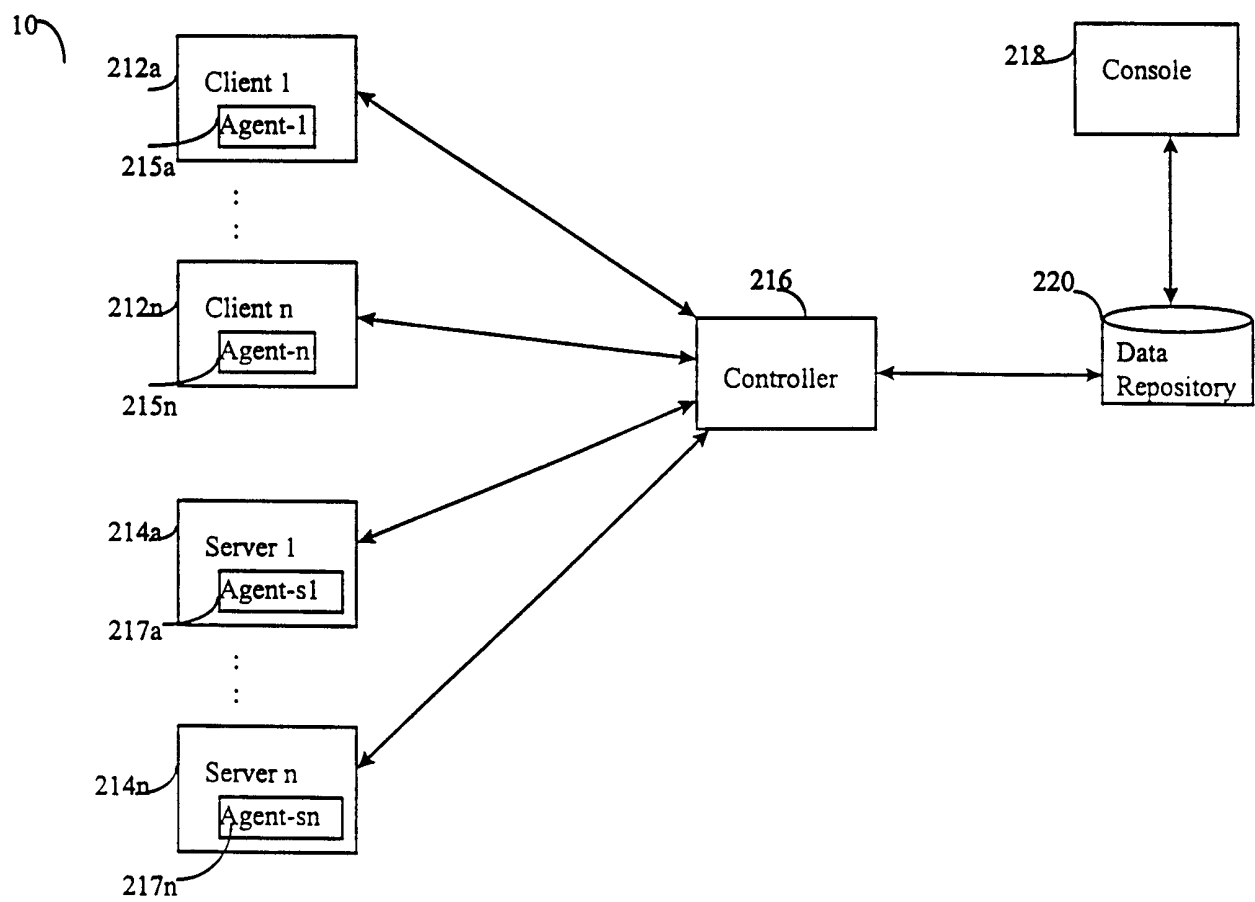 10
212a
Client 1
Agent-1
215a
218
Console
212n
Client n
Agent-n
215n
216
Controller
220
Data
Repository
214a
Server 1
Agent-s1
217a
214n
Server n
Agent-sn
217n